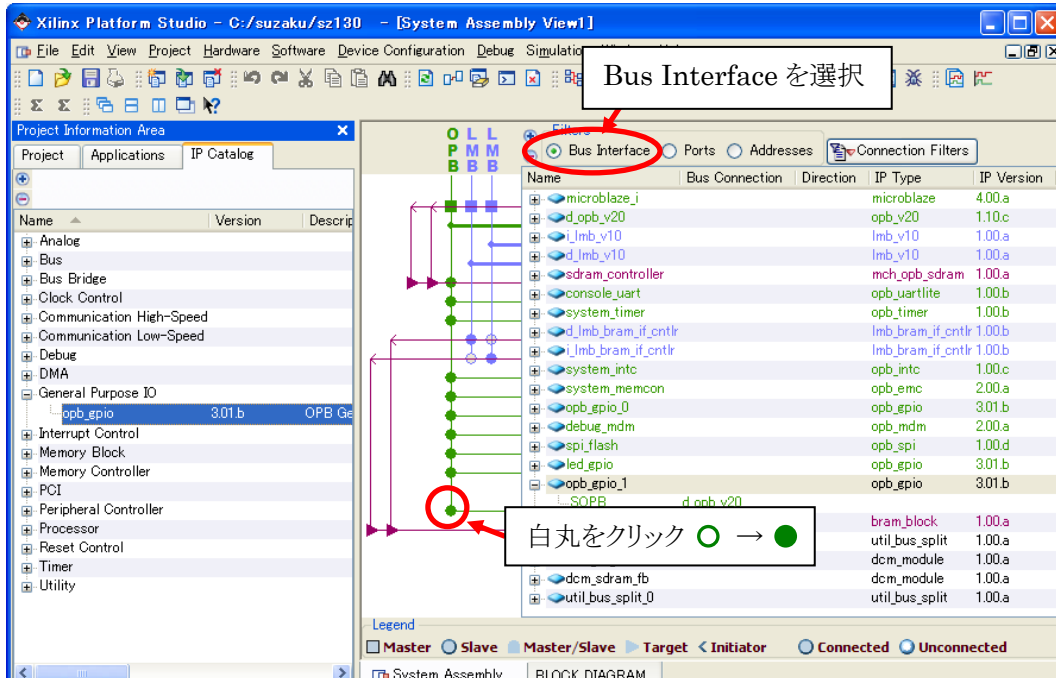 Xilinx Platform Studio - C:/suzaku/sz130 - [System Assembly View1]
File Edit View Project Hardware Software Device Configuration Debug Simulation
Bus Interface を選択
Project Information Area
Project Applications IP Catalog
Name Version Descrip
Analog
Bus
Bus Bridge
Clock Control
Communication High-Speed
Communication Low-Speed
Debug
DMA
General Purpose IO
opb_gpio 3.01.b OPB Ge
Interrupt Control
Memory Block
Memory Controller
PCI
Peripheral Controller
Processor
Reset Control
Timer
Utility
OPB LMB LMB
Filters
Bus Interface Ports Addresses Connection Filters
Name Bus Connection Direction IP Type IP Version
microblaze_i microblaze 4.00.a
d_opb_v20 opb_v20 1.10.c
i_lmb_v10 lmb_v10 1.00.a
d_lmb_v10 lmb_v10 1.00.a
sdram_controller mch_opb_sdram 1.00.a
console_uart opb_uartlite 1.00.b
system_timer opb_timer 1.00.b
d_lmb_bram_if_cntlr lmb_bram_if_cntlr 1.00.b
i_lmb_bram_if_cntlr lmb_bram_if_cntlr 1.00.b
system_intc opb_intc 1.00.c
system_memcon opb_emc 2.00.a
opb_gpio_0 opb_gpio 3.01.b
debug_mdm opb_mdm 2.00.a
spi_flash opb_spi 1.00.d
led_gpio opb_gpio 3.01.b
opb_gpio_1 opb_gpio 3.01.b
SOPB d_opb_v20
bram_block 1.00.a
util_bus_split 1.00.a
dcm_module 1.00.a
白丸をクリック ○ → ●
dcm_sdram_fb dcm_module 1.00.a
util_bus_split_0 util_bus_split 1.00.a
Legend
Master Slave Master/Slave Target Initiator Connected Unconnected
System Assembly BLOCK DIAGRAM